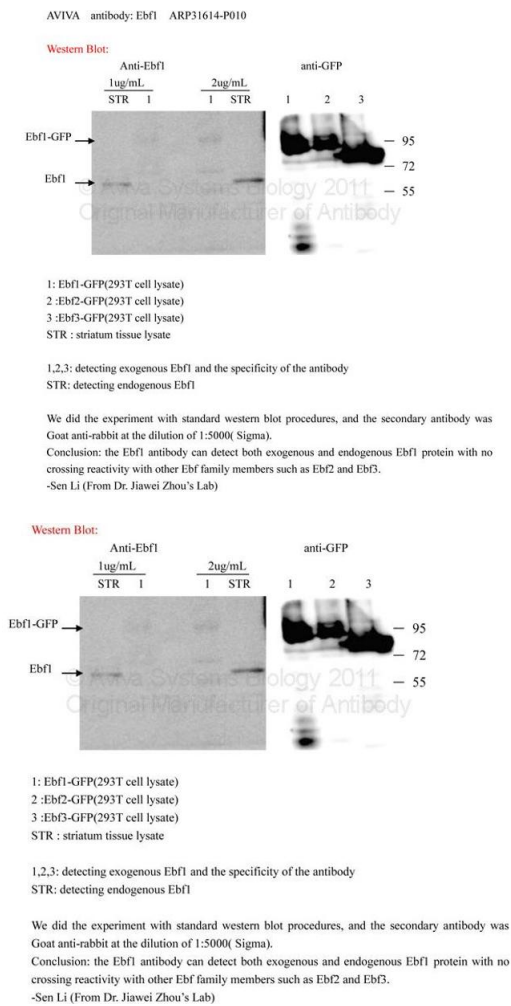 AVIVA antibody: Ebf1 ARP31614-P010
Western Blot:
Anti-Ebf1 anti-GFP
1ug/mL 2ug/mL
STR 1 1 STR 1 2 3
Ebf1-GFP 95
72
Ebf1 55
© Aviva Systems Biology 2011
Original Manufacturer of Antibody
1: Ebf1-GFP(293T cell lysate)
2 :Ebf2-GFP(293T cell lysate)
3 :Ebf3-GFP(293T cell lysate)
STR : striatum tissue lysate
1,2,3: detecting exogenous Ebf1 and the specificity of the antibody
STR: detecting endogenous Ebf1
We did the experiment with standard western blot procedures, and the secondary antibody was
Goat anti-rabbit at the dilution of 1:5000( Sigma).
Conclusion: the Ebf1 antibody can detect both exogenous and endogenous Ebf1 protein with no
crossing reactivity with other Ebf family members such as Ebf2 and Ebf3.
-Sen Li (From Dr. Jiawei Zhou's Lab)
Western Blot:
Anti-Ebf1 anti-GFP
1ug/mL 2ug/mL
STR 1 1 STR 1 2 3
Ebf1-GFP 95
72
Ebf1 55
© Aviva Systems Biology 2011
Original Manufacturer of Antibody
1: Ebf1-GFP(293T cell lysate)
2 :Ebf2-GFP(293T cell lysate)
3 :Ebf3-GFP(293T cell lysate)
STR : striatum tissue lysate
1,2,3: detecting exogenous Ebf1 and the specificity of the antibody
STR: detecting endogenous Ebf1
We did the experiment with standard western blot procedures, and the secondary antibody was
Goat anti-rabbit at the dilution of 1:5000( Sigma).
Conclusion: the Ebf1 antibody can detect both exogenous and endogenous Ebf1 protein with no
crossing reactivity with other Ebf family members such as Ebf2 and Ebf3.
-Sen Li (From Dr. Jiawei Zhou's Lab)